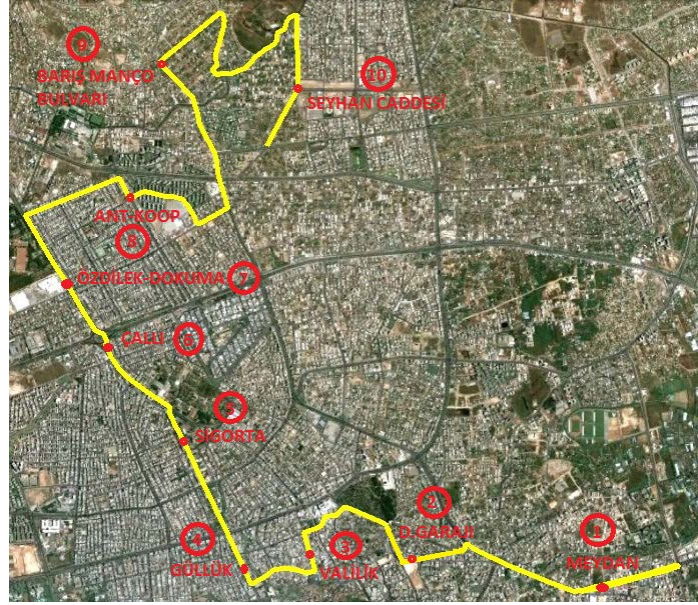 9
BARIŞ MANÇO
BULVARI
10
SEYHAN CADDESİ
ANT-KOOP
8
ÖZDİLEK-DOKUMA
7
ÇALLI
6
5
SİGORTA
4
GÜLLÜK
3
VALİLİK
2
D.GARAJI
1
MEYDAN